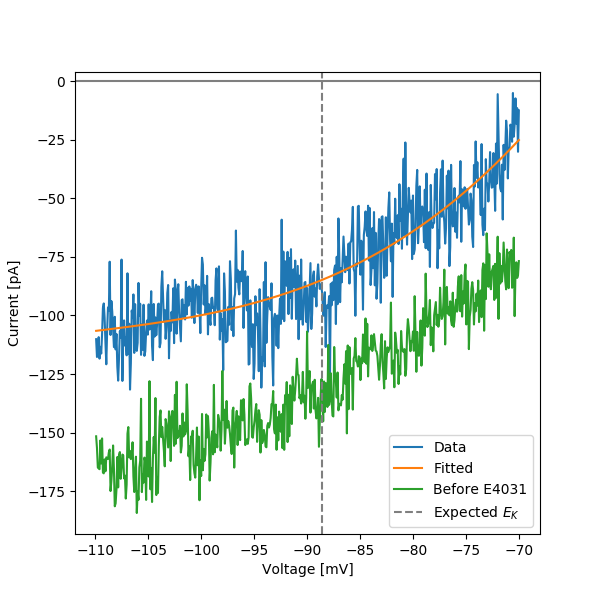 0
−25
−50
−75
−100
−125
−150
−175
Current [pA]
−110 −105 −100 −95 −90 −85 −80 −75 −70
Voltage [mV]
Data
Fitted
Before E4031
Expected E_K